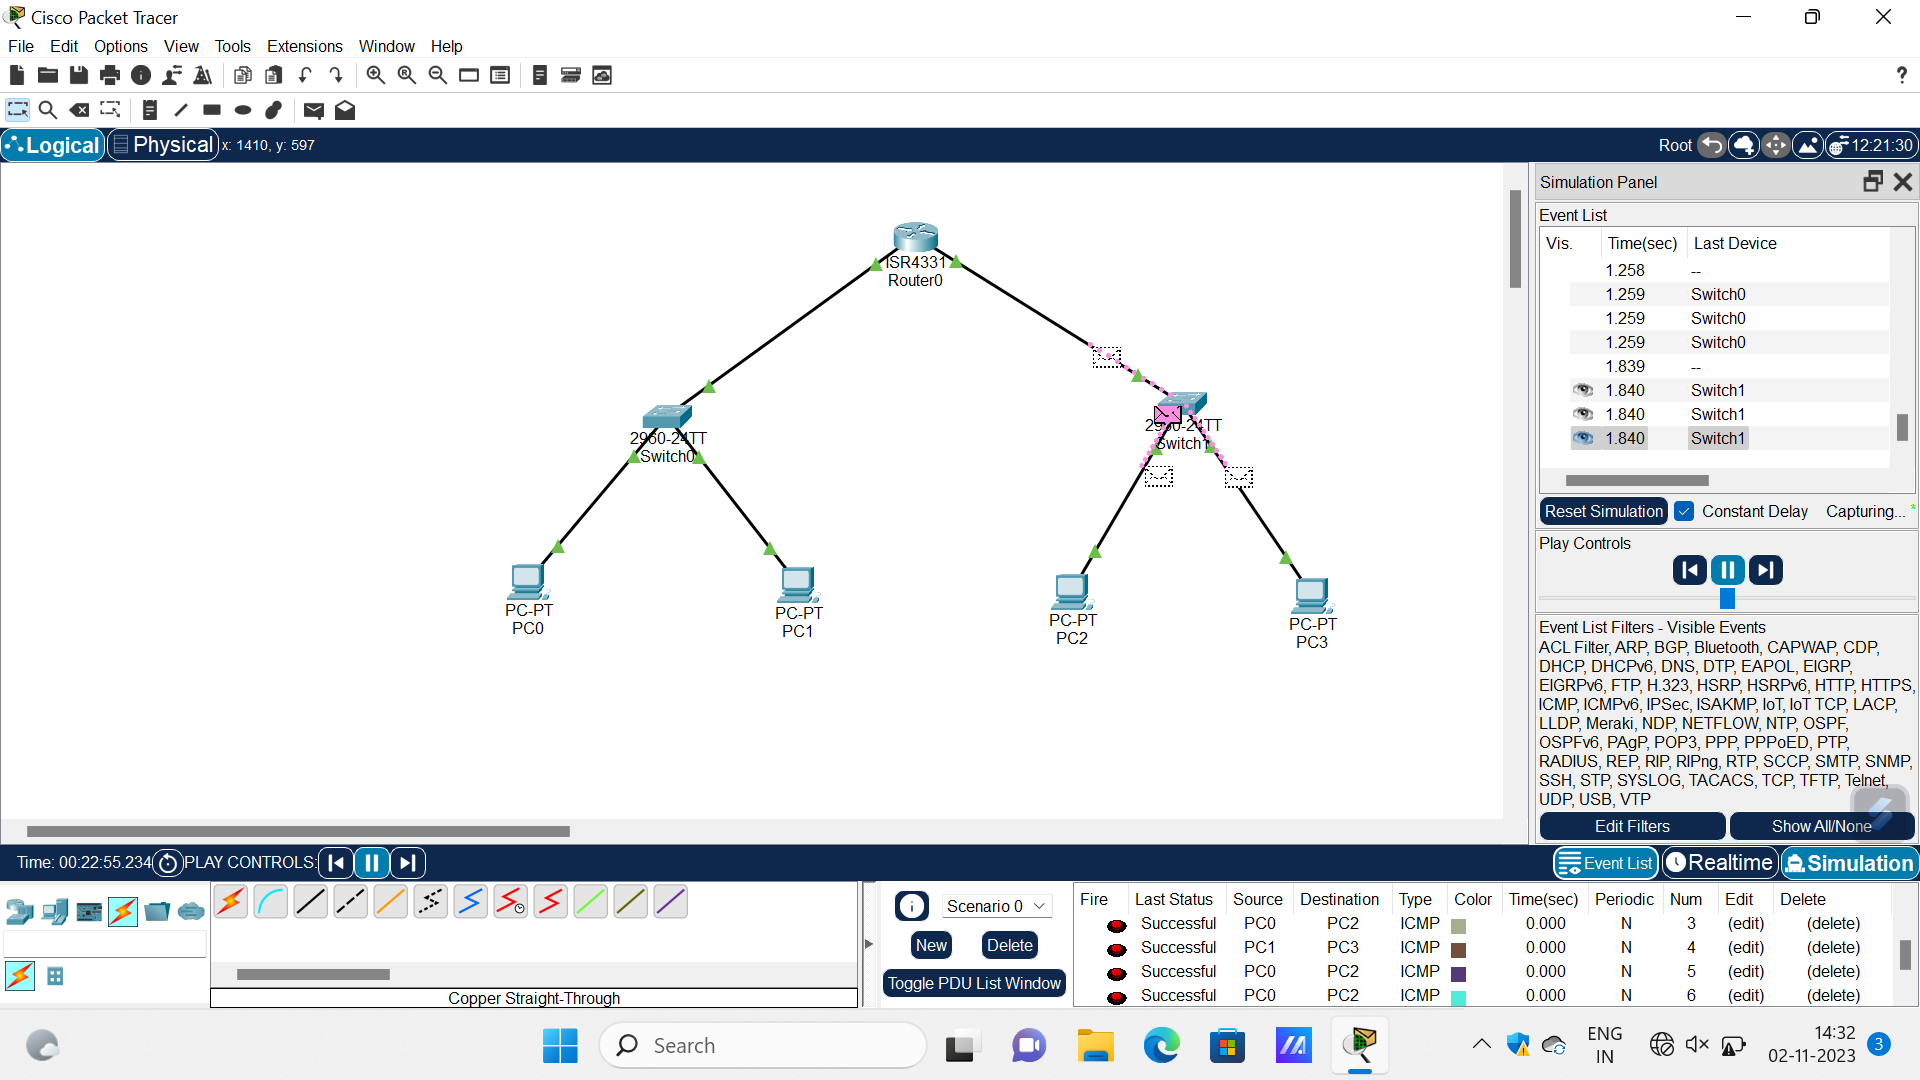 Cisco Packet Tracer
File Edit Options View Tools Extensions Window Help
?
Logical Physical x: 1410, y: 597
Root 12:21:30
ISR4331
Router0
2960-24TT
Switch0
2960-24TT
Switch1
PC-PT
PC0
PC-PT
PC1
PC-PT
PC2
PC-PT
PC3
Simulation Panel
Event List
Vis. Time(sec) Last Device
1.258 --
1.259 Switch0
1.259 Switch0
1.259 Switch0
1.839 --
1.840 Switch1
1.840 Switch1
1.840 Switch1
Reset Simulation Constant Delay Capturing... *
Play Controls
Event List Filters - Visible Events
ACL Filter, ARP, BGP, Bluetooth, CAPWAP, CDP,
DHCP, DHCPv6, DNS, DTP, EAPOL, EIGRP,
EIGRPv6, FTP, H.323, HSRP, HSRPv6, HTTP, HTTPS,
ICMP, ICMPv6, IPSec, ISAKMP, IoT, IoT TCP, LACP,
LLDP, Meraki, NDP, NETFLOW, NTP, OSPF,
OSPFv6, PAgP, POP3, PPP, PPPoED, PTP,
RADIUS, REP, RIP, RIPng, RTP, SCCP, SMTP, SNMP,
SSH, STP, SYSLOG, TACACS, TCP, TFTP, Telnet,
UDP, USB, VTP
Edit Filters Show All/None
Time: 00:22:55.234 PLAY CONTROLS:
Event List Realtime Simulation
Copper Straight-Through
Scenario 0
New Delete
Toggle PDU List Window
Fire Last Status Source Destination Type Color Time(sec) Periodic Num Edit Delete
Successful PC0 PC2 ICMP 0.000 N 3 (edit) (delete)
Successful PC1 PC3 ICMP 0.000 N 4 (edit) (delete)
Successful PC0 PC2 ICMP 0.000 N 5 (edit) (delete)
Successful PC0 PC2 ICMP 0.000 N 6 (edit) (delete)
Search
ENG
IN
14:32
02-11-2023
3